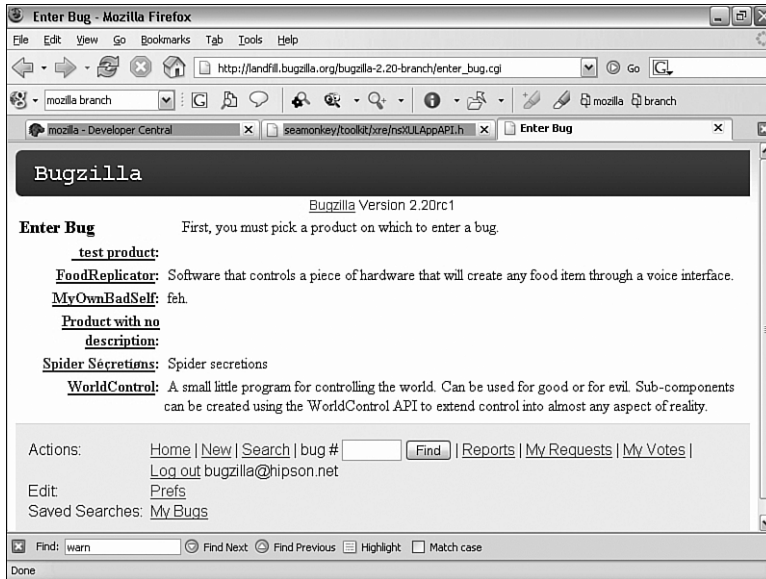 Enter Bug - Mozilla Firefox
File Edit View Go Bookmarks Tab Tools Help
http://landfill.bugzilla.org/bugzilla-2.20-branch/enter_bug.cgi Go G
mozilla branch G mozilla branch
mozilla - Developer Central seamonkey/toolkit/xre/nsXULAppAPI.h Enter Bug
Bugzilla
Bugzilla Version 2.20rc1
Enter Bug First, you must pick a product on which to enter a bug.
_test product:
FoodReplicator: Software that controls a piece of hardware that will create any food item through a voice interface.
MyOwnBadSelf: feh.
Product with no
description:
Spider Séçretíøns: Spider secretions
WorldControl: A small little program for controlling the world. Can be used for good or for evil. Sub-components
can be created using the WorldControl API to extend control into almost any aspect of reality.
Actions: Home | New | Search | bug # Find | Reports | My Requests | My Votes |
Log out bugzilla@hipson.net
Edit: Prefs
Saved Searches: My Bugs
Find: warn Find Next Find Previous Highlight Match case
Done